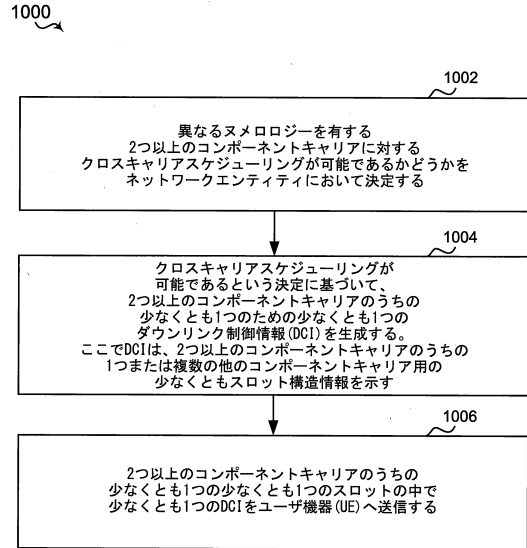 1000
1002
異なるヌメロロジーを有する
2つ以上のコンポーネントキャリアに対する
クロスキャリアスケジューリングが可能であるかどうかを
ネットワークエンティティにおいて決定する
1004
クロスキャリアスケジューリングが
可能であるという決定に基づいて、
2つ以上のコンポーネントキャリアのうちの
少なくとも1つのための少なくとも1つの
ダウンリンク制御情報(DCI)を生成する。
ここでDCIは、2つ以上のコンポーネントキャリアのうちの
1つまたは複数の他のコンポーネントキャリア用の
少なくともスロット構造情報を示す
1006
2つ以上のコンポーネントキャリアのうちの
少なくとも1つの少なくとも1つのスロットの中で
少なくとも1つのDCIをユーザ機器(UE)へ送信する